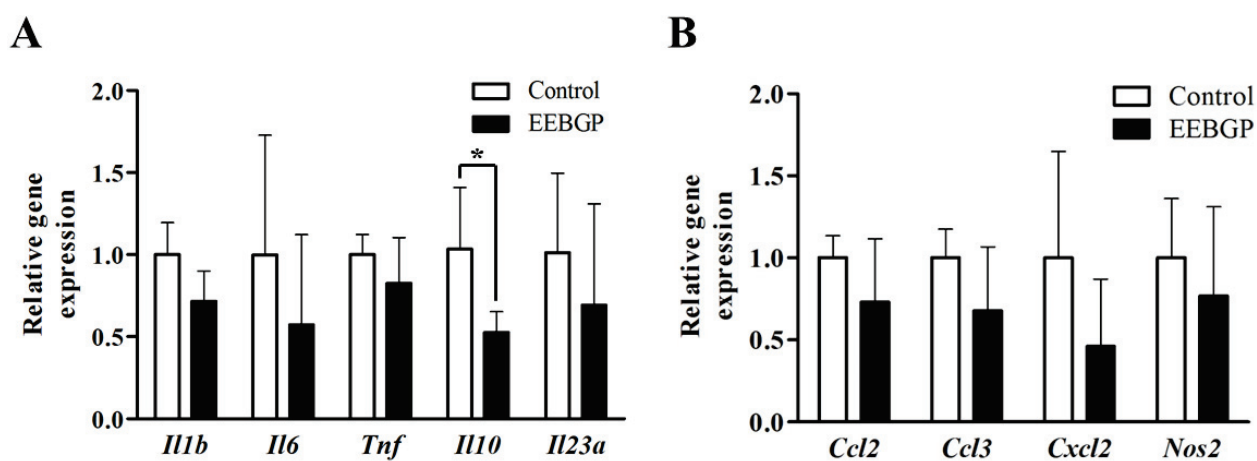 A
Relative gene
expression
2.0
1.5
1.0
0.5
0.0
Control
EEBGP
*
Il1b Il6 Tnf Il10 Il23a
B
Relative gene
expression
2.0
1.5
1.0
0.5
0.0
Control
EEBGP
Ccl2 Ccl3 Cxcl2 Nos2